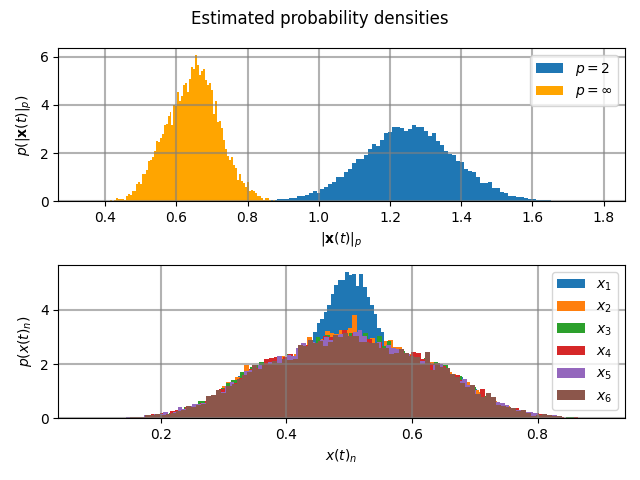 Estimated probability densities
p(|x(t)|ₚ)
6
4
2
0
p = 2
p = ∞
0.4 0.6 0.8 1.0 1.2 1.4 1.6 1.8
|x(t)|ₚ
p(x(t)ₙ)
4
2
0
x₁
x₂
x₃
x₄
x₅
x₆
0.2 0.4 0.6 0.8
x(t)ₙ